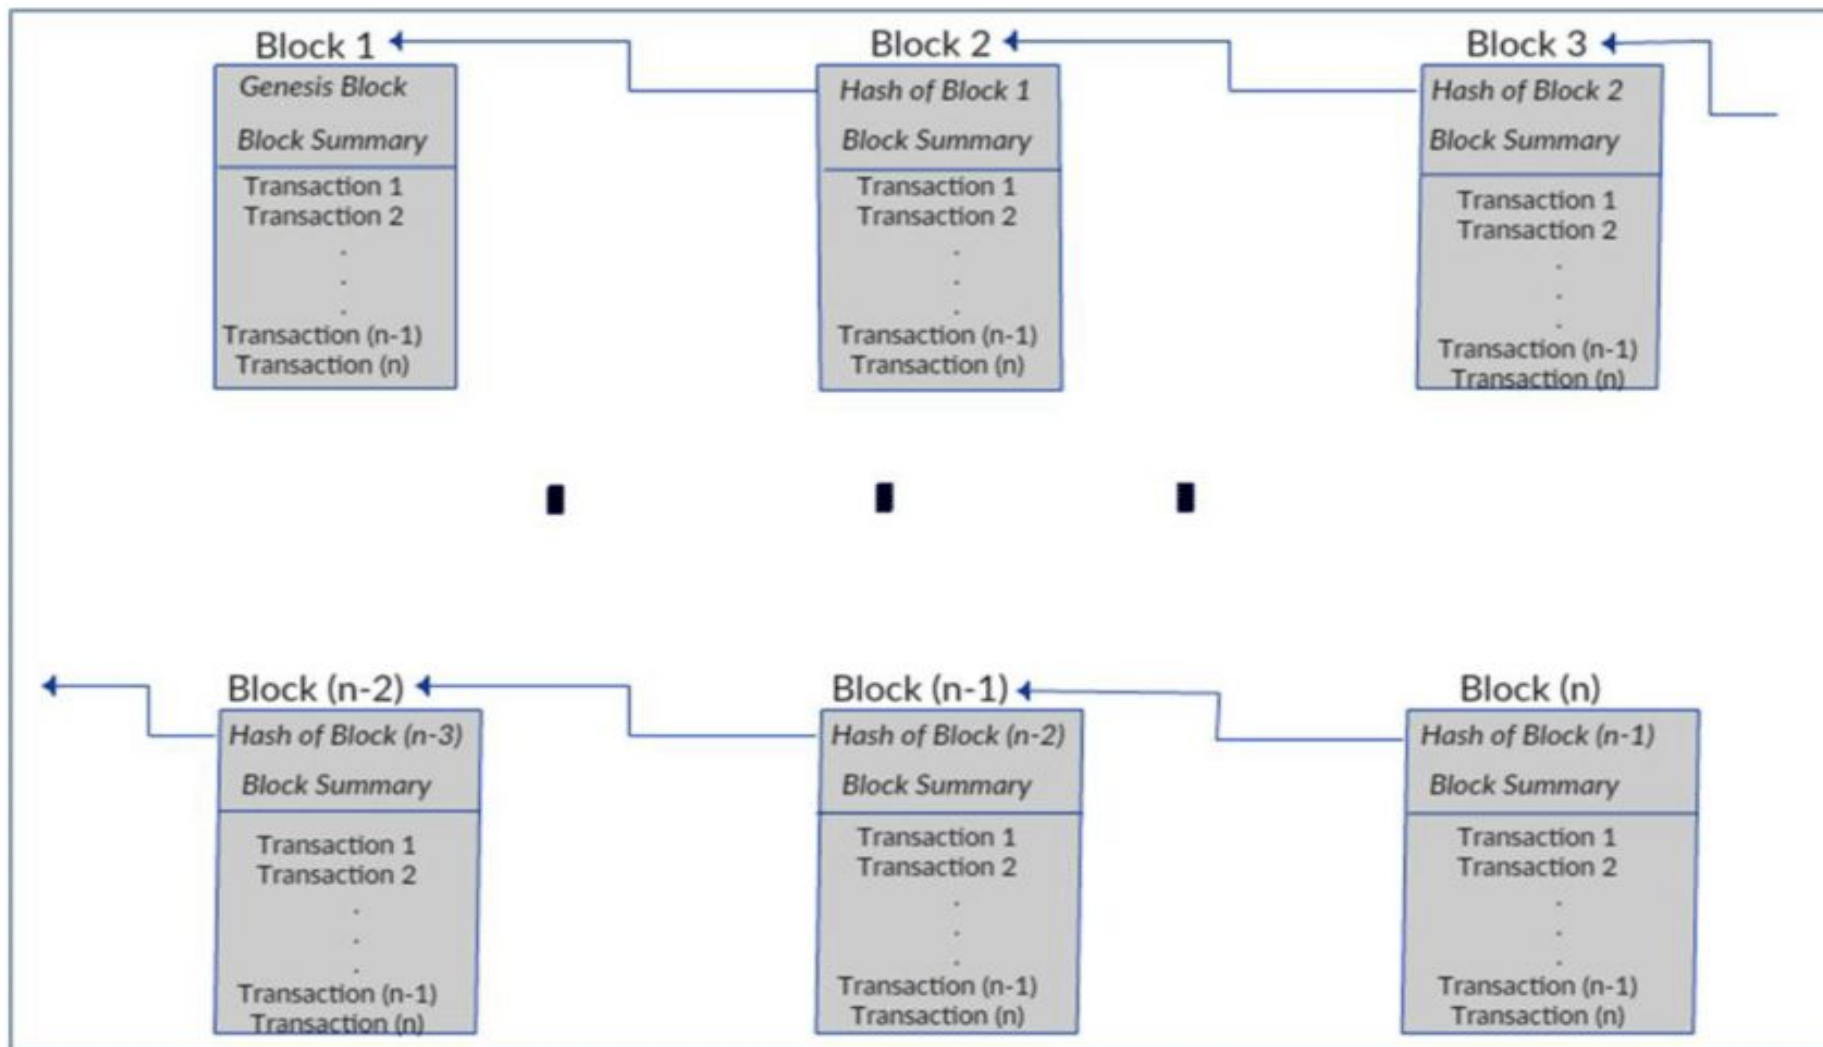 Block 1
Genesis Block
Block Summary
Transaction 1
Transaction 2
.
.
.
Transaction (n-1)
Transaction (n)
Block 2
Hash of Block 1
Block Summary
Transaction 1
Transaction 2
.
.
.
Transaction (n-1)
Transaction (n)
Block 3
Hash of Block 2
Block Summary
Transaction 1
Transaction 2
.
.
.
Transaction (n-1)
Transaction (n)
Block (n-2)
Hash of Block (n-3)
Block Summary
Transaction 1
Transaction 2
.
.
.
Transaction (n-1)
Transaction (n)
Block (n-1)
Hash of Block (n-2)
Block Summary
Transaction 1
Transaction 2
.
.
.
Transaction (n-1)
Transaction (n)
Block (n)
Hash of Block (n-1)
Block Summary
Transaction 1
Transaction 2
.
.
.
Transaction (n-1)
Transaction (n)